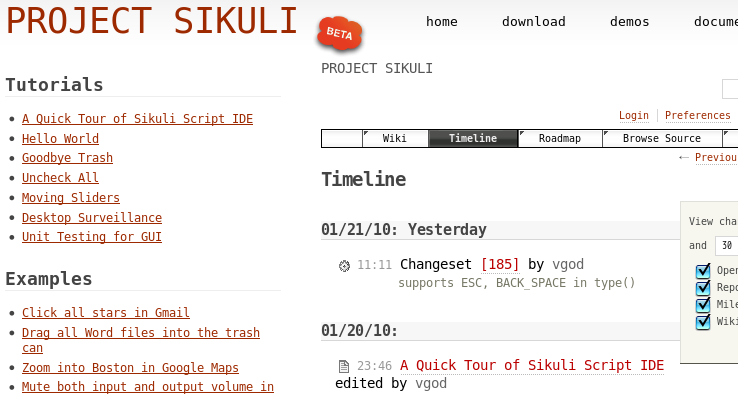 PROJECT SIKULI
BETA
home download demos
PROJECT SIKULI
Login Preferences
Wiki Timeline Roadmap Browse Source
← Previou
Timeline
View cha
and 30
Open
Repo
Mile
Wiki
01/21/10: Yesterday
11:11 Changeset [185] by vgod
supports ESC, BACK_SPACE in type()
01/20/10:
23:46 A Quick Tour of Sikuli Script IDE
edited by vgod
Tutorials
A Quick Tour of Sikuli Script IDE
Hello World
Goodbye Trash
Uncheck All
Moving Sliders
Desktop Surveillance
Unit Testing for GUI
Examples
Click all stars in Gmail
Drag all Word files into the trash
can
Zoom into Boston in Google Maps
Mute both input and output volume in